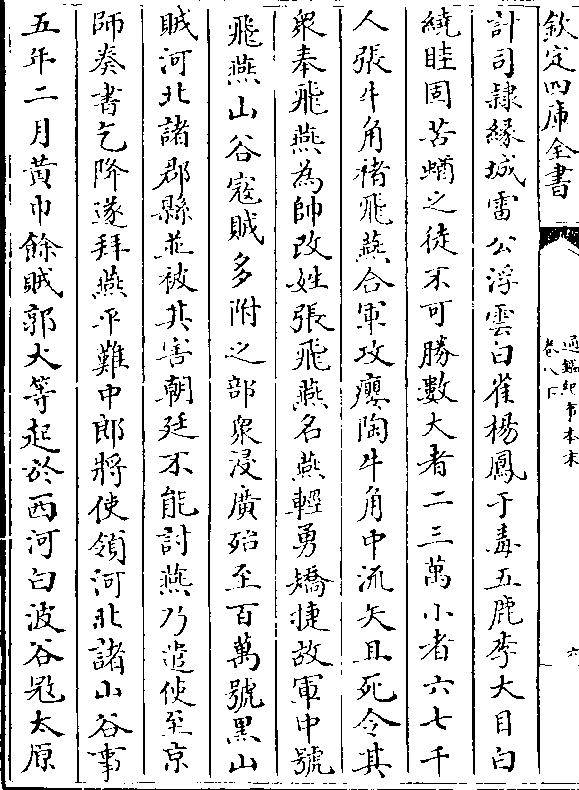 欽定四庫全書
通鑑紀事本末
卷八下
六
計司隸緣城雷公浮雲白雀楊鳳于毒五鹿李大目白
繞眭固苦蝤之徒不可勝數大者二三萬小者六七千
人張牛角禇飛燕合軍攻廮陶牛角中流矢且死令其
衆奉飛燕為帥改姓張飛燕名燕輕勇矯捷故軍中號
飛燕山谷寇賊多附之部衆浸廣殆至百萬號黑山
賊河北諸郡縣並被其害朝廷不能討燕乃遣使至京
師奏書乞降遂拜燕平難中郎將使領河北諸山谷事
五年二月黃巾餘賊郭大等起於西河白波谷冦太原